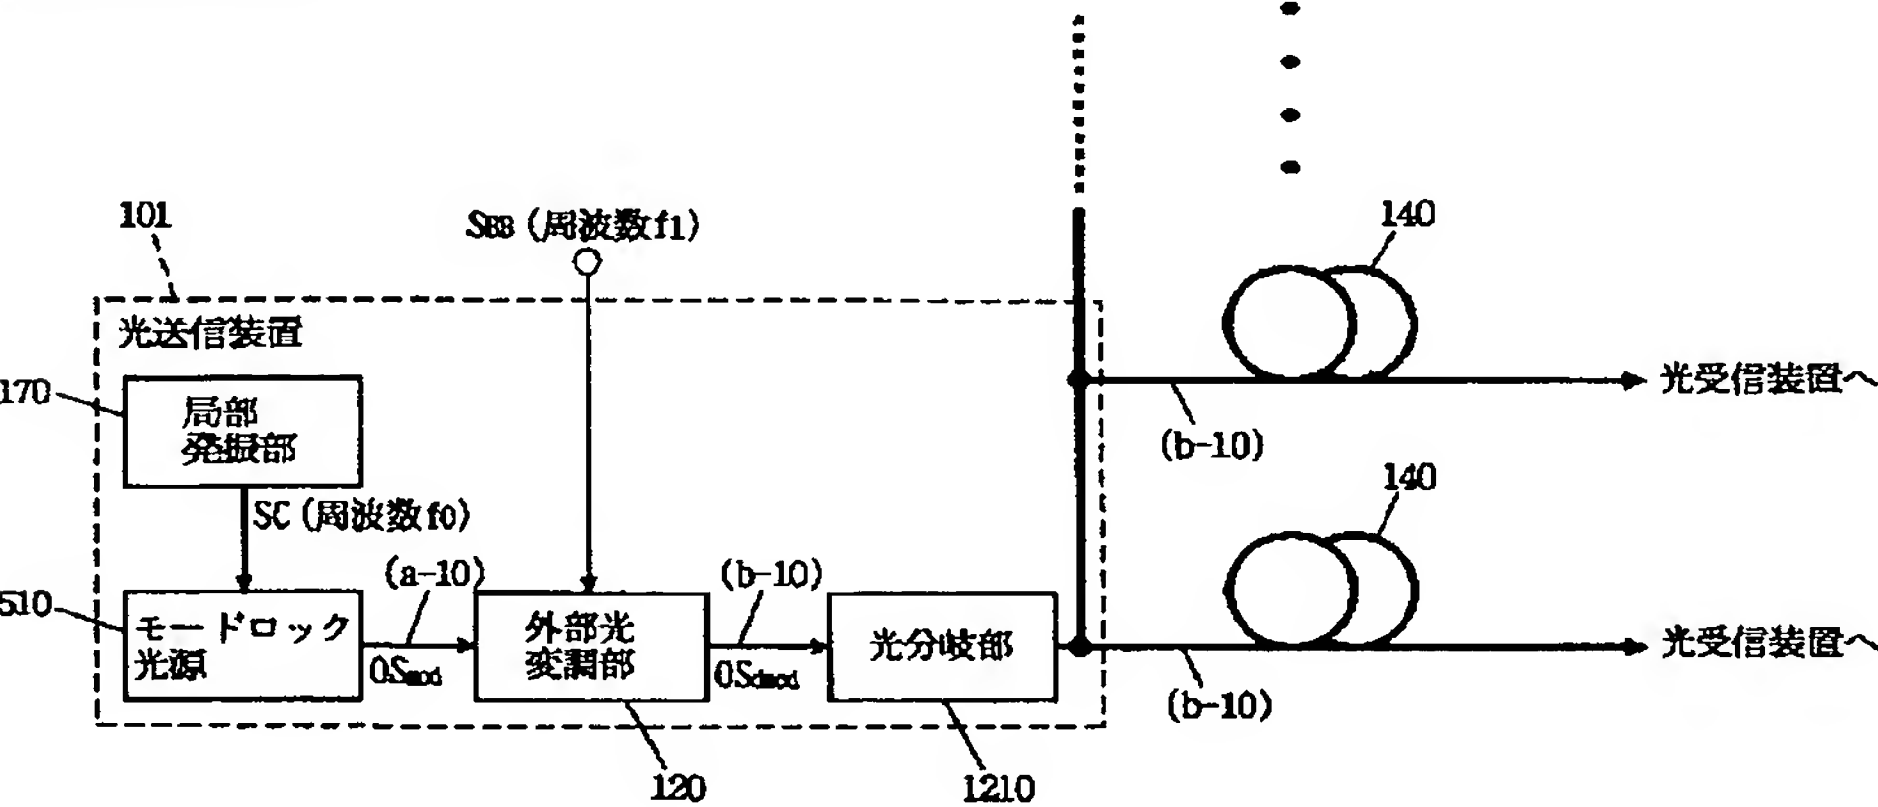 101
SBB (周波数f1)
140
光送信装置
170
局部
発振部
光受信装置へ
(b-10)
140
SC (周波数f0)
(a-10)
(b-10)
510
モードロック
光源
外部光
変調部
光分岐部
光受信装置へ
OSmod
OSdmod
(b-10)
120
1210